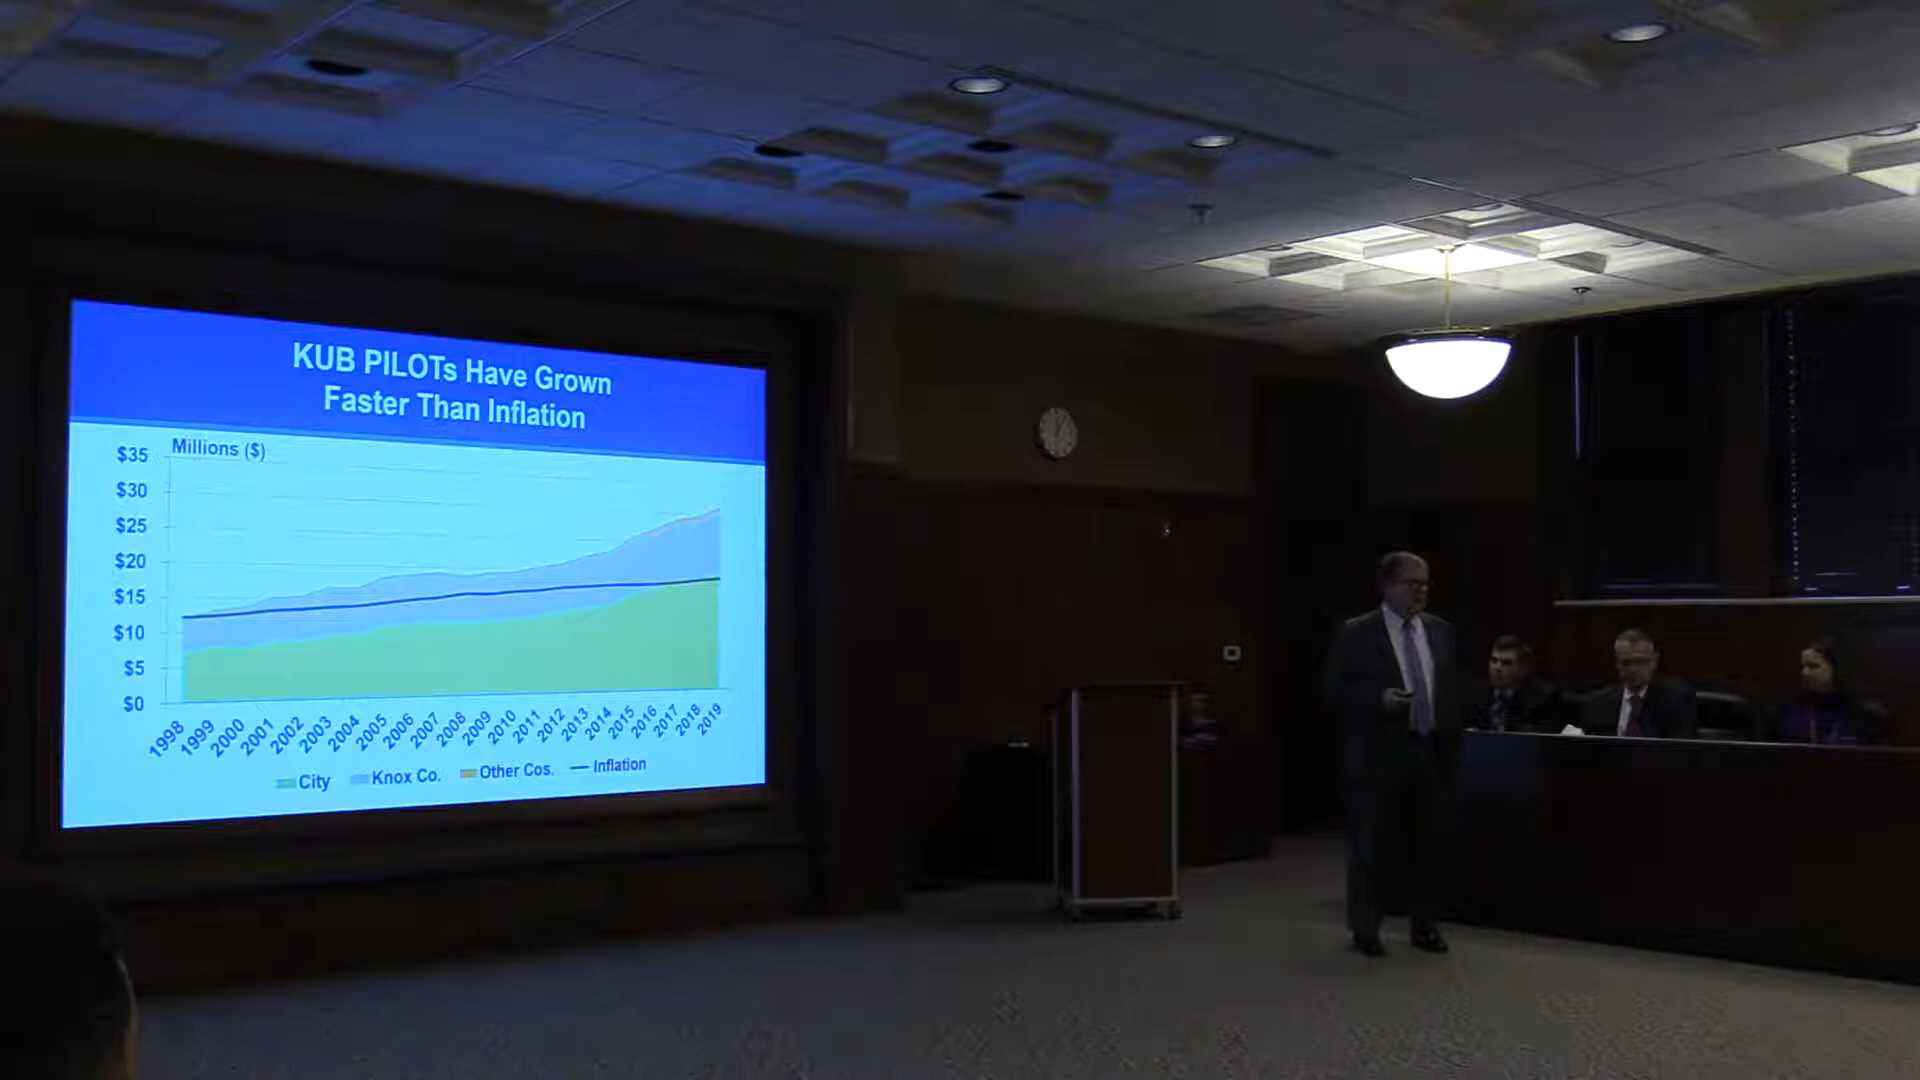 KUB PILOTs Have Grown
Faster Than Inflation
Millions ($)
$35
$30
$25
$20
$15
$10
$5
$0
1998 1999 2000 2001 2002 2003 2004 2005 2006 2007 2008 2009 2010 2011 2012 2013 2014 2015 2016 2017 2018 2019
City Knox Co. Other Cos. Inflation